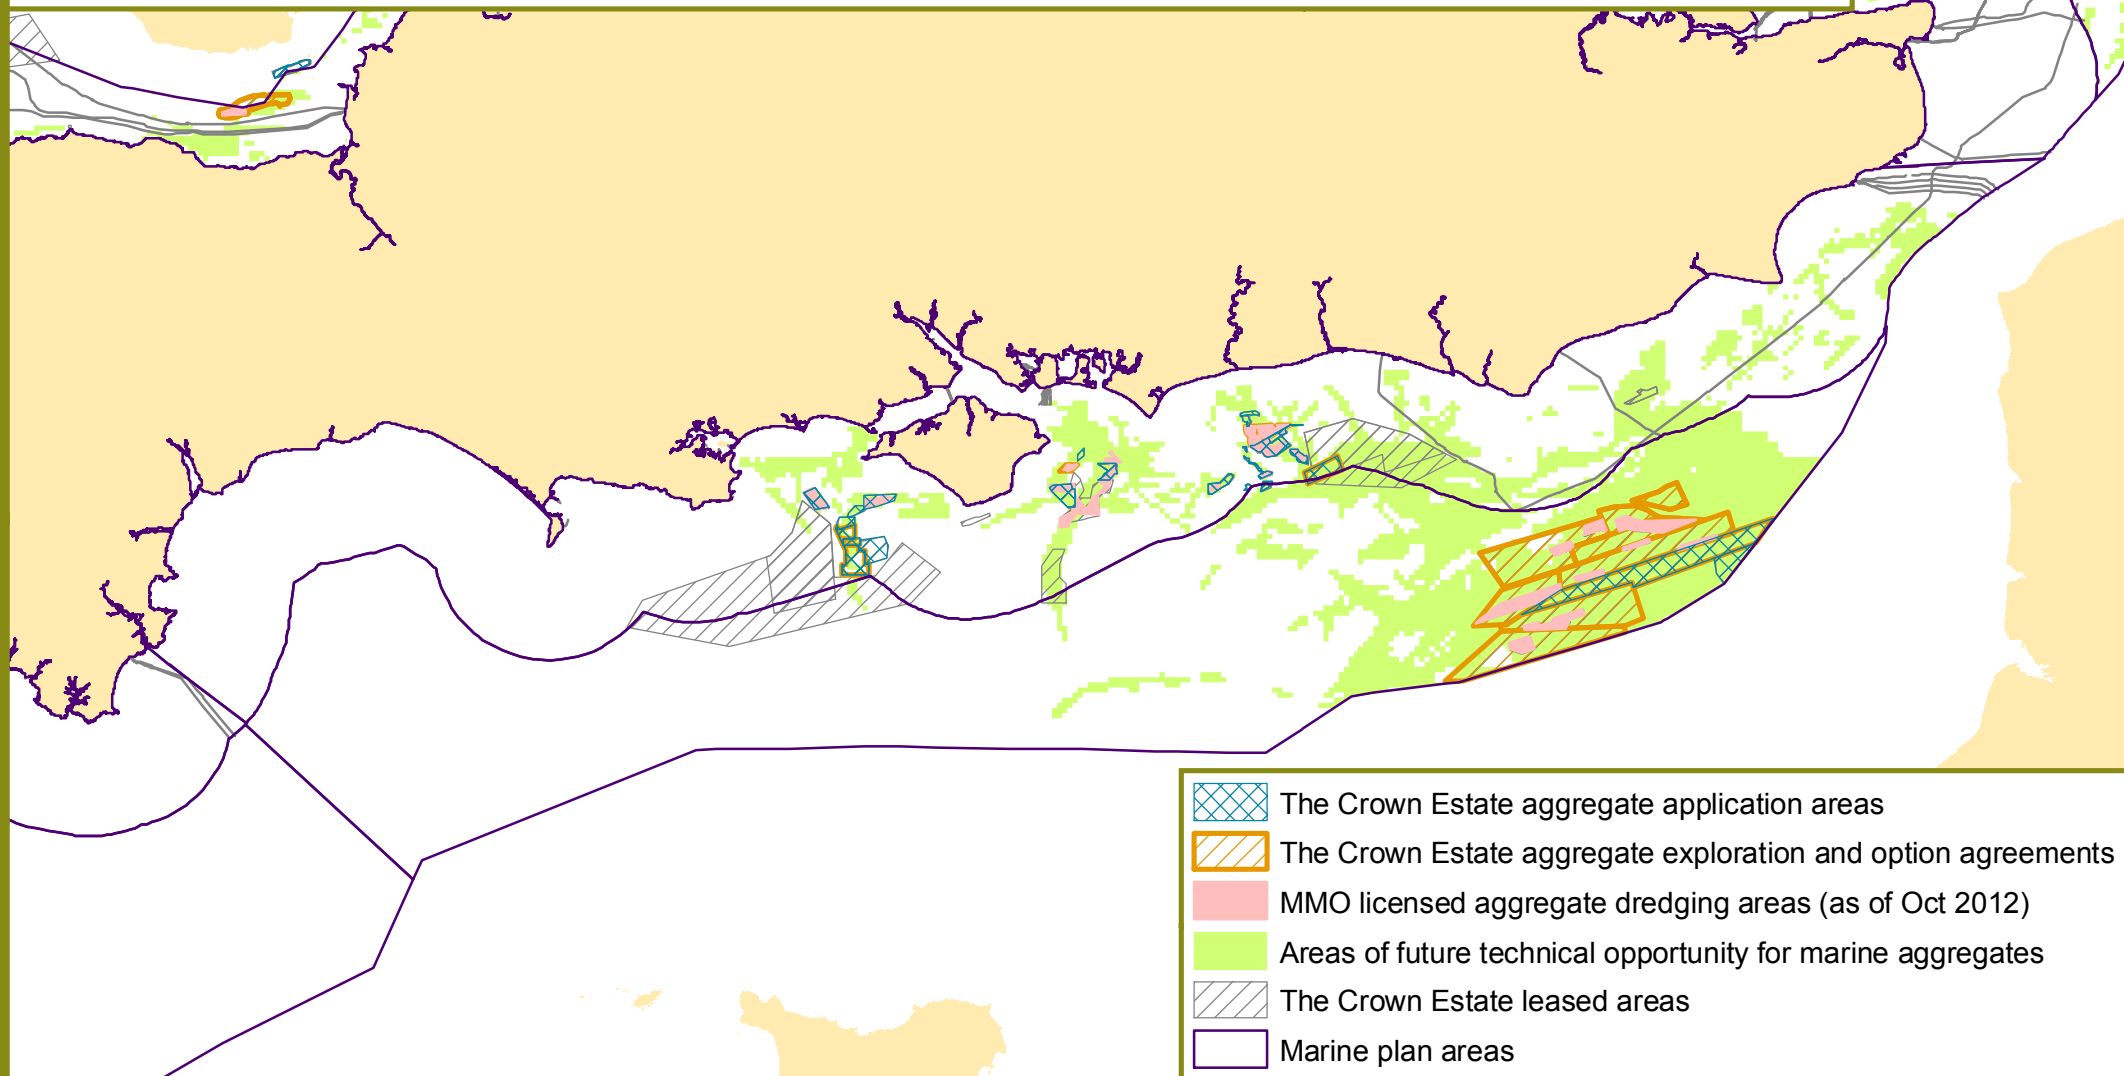 The Crown Estate aggregate application areas
The Crown Estate aggregate exploration and option agreements
MMO licensed aggregate dredging areas (as of Oct 2012)
Areas of future technical opportunity for marine aggregates
The Crown Estate leased areas
Marine plan areas